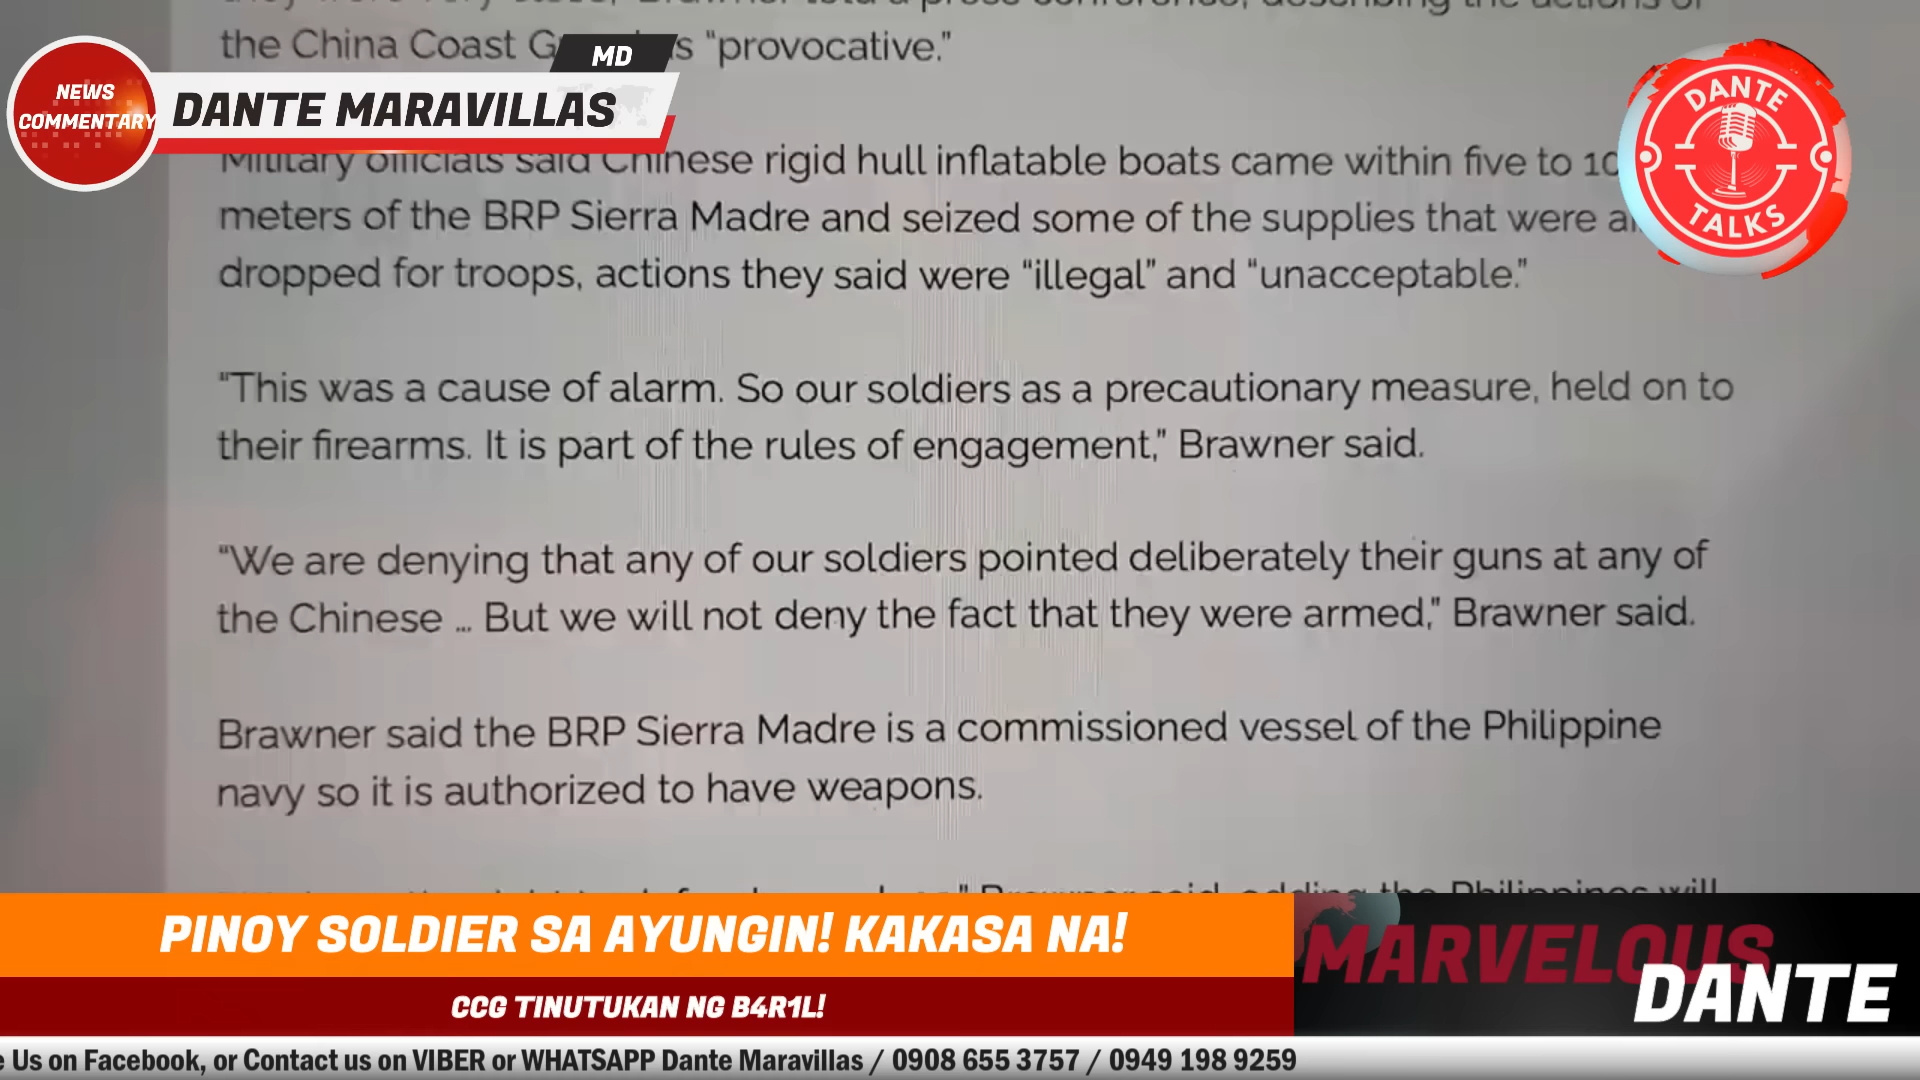 the China Coast "provocative."
MD
NEWS
COMMENTARY
DANTE MARAVILLAS
DANTE
TALKS
Military officials said Chinese rigid hull inflatable boats came within five to 10
meters of the BRP Sierra Madre and seized some of the supplies that were
dropped for troops, actions they said were "illegal" and "unacceptable."
"This was a cause of alarm. So our soldiers as a precautionary measure, held on to
their firearms. It is part of the rules of engagement," Brawner said.
"We are denying that any of our soldiers pointed deliberately their guns at any of
the Chinese ... But we will not deny the fact that they were armed," Brawner said.
Brawner said the BRP Sierra Madre is a commissioned vessel of the Philippine
navy so it is authorized to have weapons.
PINOY SOLDIER SA AYUNGIN! KAKASA NA!
CCG TINUTUKAN NG B4R1L!
MARVELOUS
DANTE
Us on Facebook, or Contact us on VIBER or WHATSAPP Dante Maravillas / 0908 655 3757 / 0949 198 9259